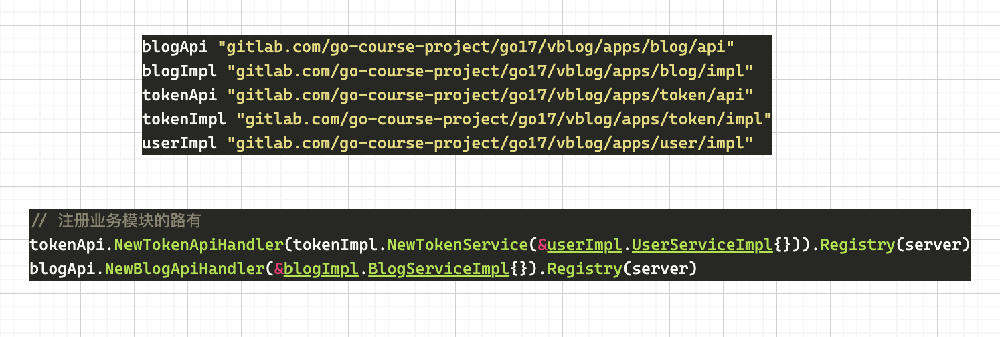 blogApi "gitlab.com/go-course-project/go17/vblog/apps/blog/api"
blogImpl "gitlab.com/go-course-project/go17/vblog/apps/blog/impl"
tokenApi "gitlab.com/go-course-project/go17/vblog/apps/token/api"
tokenImpl "gitlab.com/go-course-project/go17/vblog/apps/token/impl"
userImpl "gitlab.com/go-course-project/go17/vblog/apps/user/impl"
// 注册业务模块的路有
tokenApi.NewTokenApiHandler(tokenImpl.NewTokenService(&userImpl.UserServiceImpl{})).Registry(server)
blogApi.NewBlogApiHandler(&blogImpl.BlogServiceImpl{}).Registry(server)